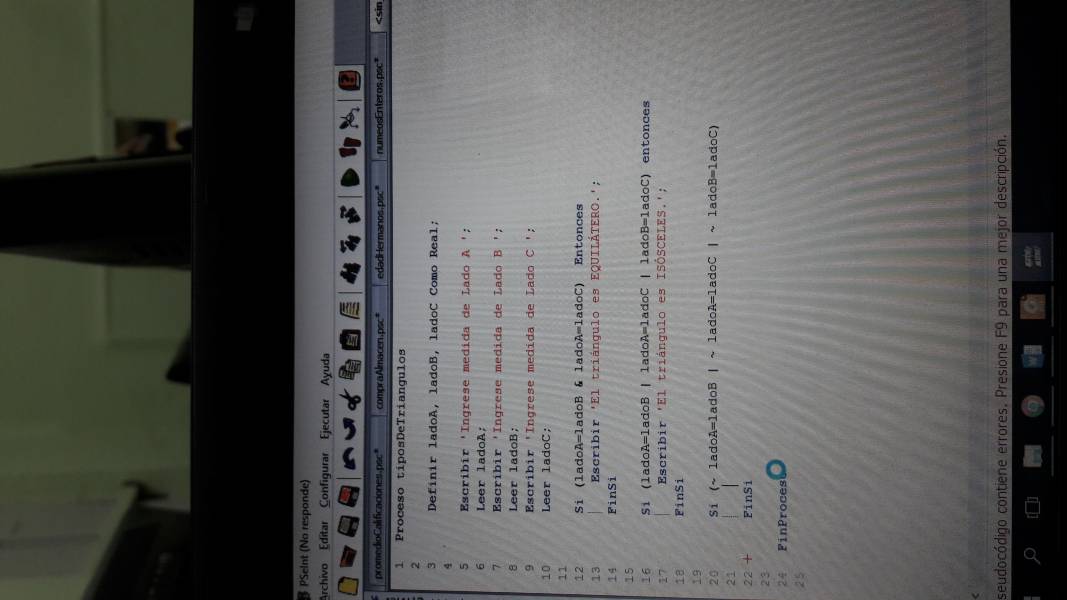 PSeInt (No responde)
Archivo Editar Configurar Ejecutar Ayuda
promedioCalificaciones.psc* compraAlmacen.psc* edadHermanos.psc* numeosEnteros.psc* <sin
1 Proceso tiposDeTriangulos
2
3 Definir ladoA, ladoB, ladoC Como Real;
4
5 Escribir 'Ingrese medida de Lado A ';
6 Leer ladoA;
7 Escribir 'Ingrese medida de Lado B ';
8 Leer ladoB;
9 Escribir 'Ingrese medida de Lado C ';
10 Leer ladoC;
11
12 Si (ladoA=ladoB & ladoA=ladoC) Entonces
13 Escribir 'El triángulo es EQUILÁTERO.';
14 FinSi
15
16 Si (ladoA=ladoB | ladoA=ladoC | ladoB=ladoC) entonces
17 Escribir 'El triángulo es ISÓSCELES.';
18 FinSi
19
20 Si (~ ladoA=ladoB | ~ ladoA=ladoC | ~ ladoB=ladoC)
21
22 + FinSi
23
24 FinProceso
25
seudocódigo contiene errores. Presione F9 para una mejor descripción.